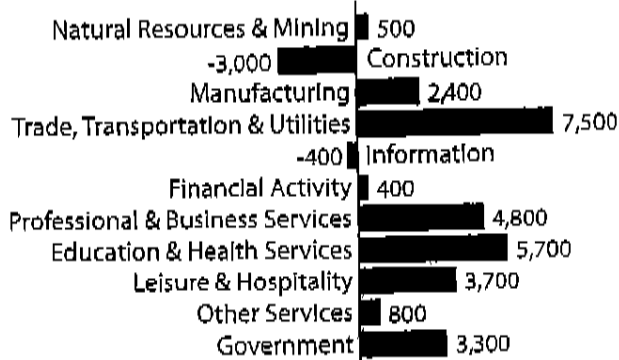 Natural Resources & Mining 500
-3,000 Construction
Manufacturing 2,400
Trade, Transportation & Utilities 7,500
-400 Information
Financial Activity 400
Professional & Business Services 4,800
Education & Health Services 5,700
Leisure & Hospitality 3,700
Other Services 800
Government 3,300